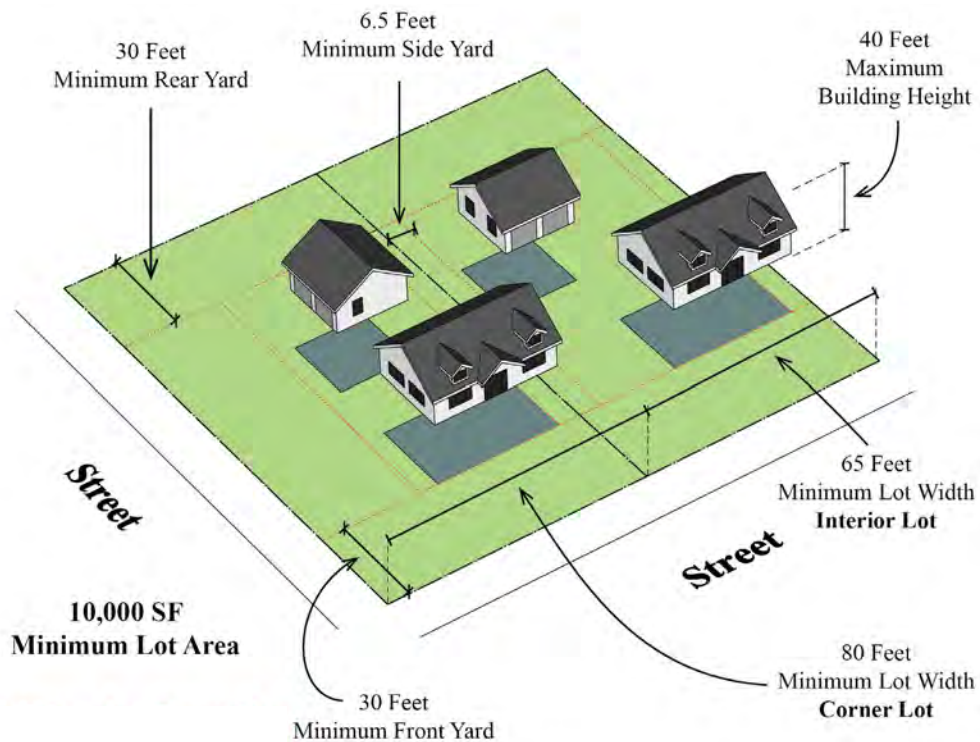 6.5 Feet
Minimum Side Yard
30 Feet
Minimum Rear Yard
40 Feet
Maximum
Building Height
65 Feet
Minimum Lot Width
Interior Lot
Street
Street
10,000 SF
Minimum Lot Area
80 Feet
Minimum Lot Width
Corner Lot
30 Feet
Minimum Front Yard